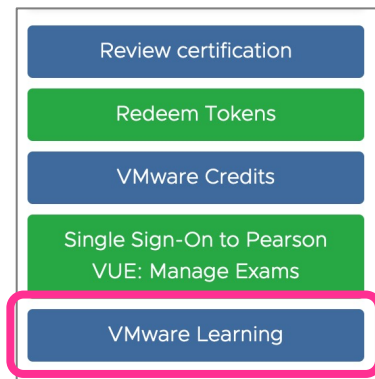 Review certification
Redeem Tokens
VMware Credits
Single Sign-On to Pearson
VUE: Manage Exams
VMware Learning